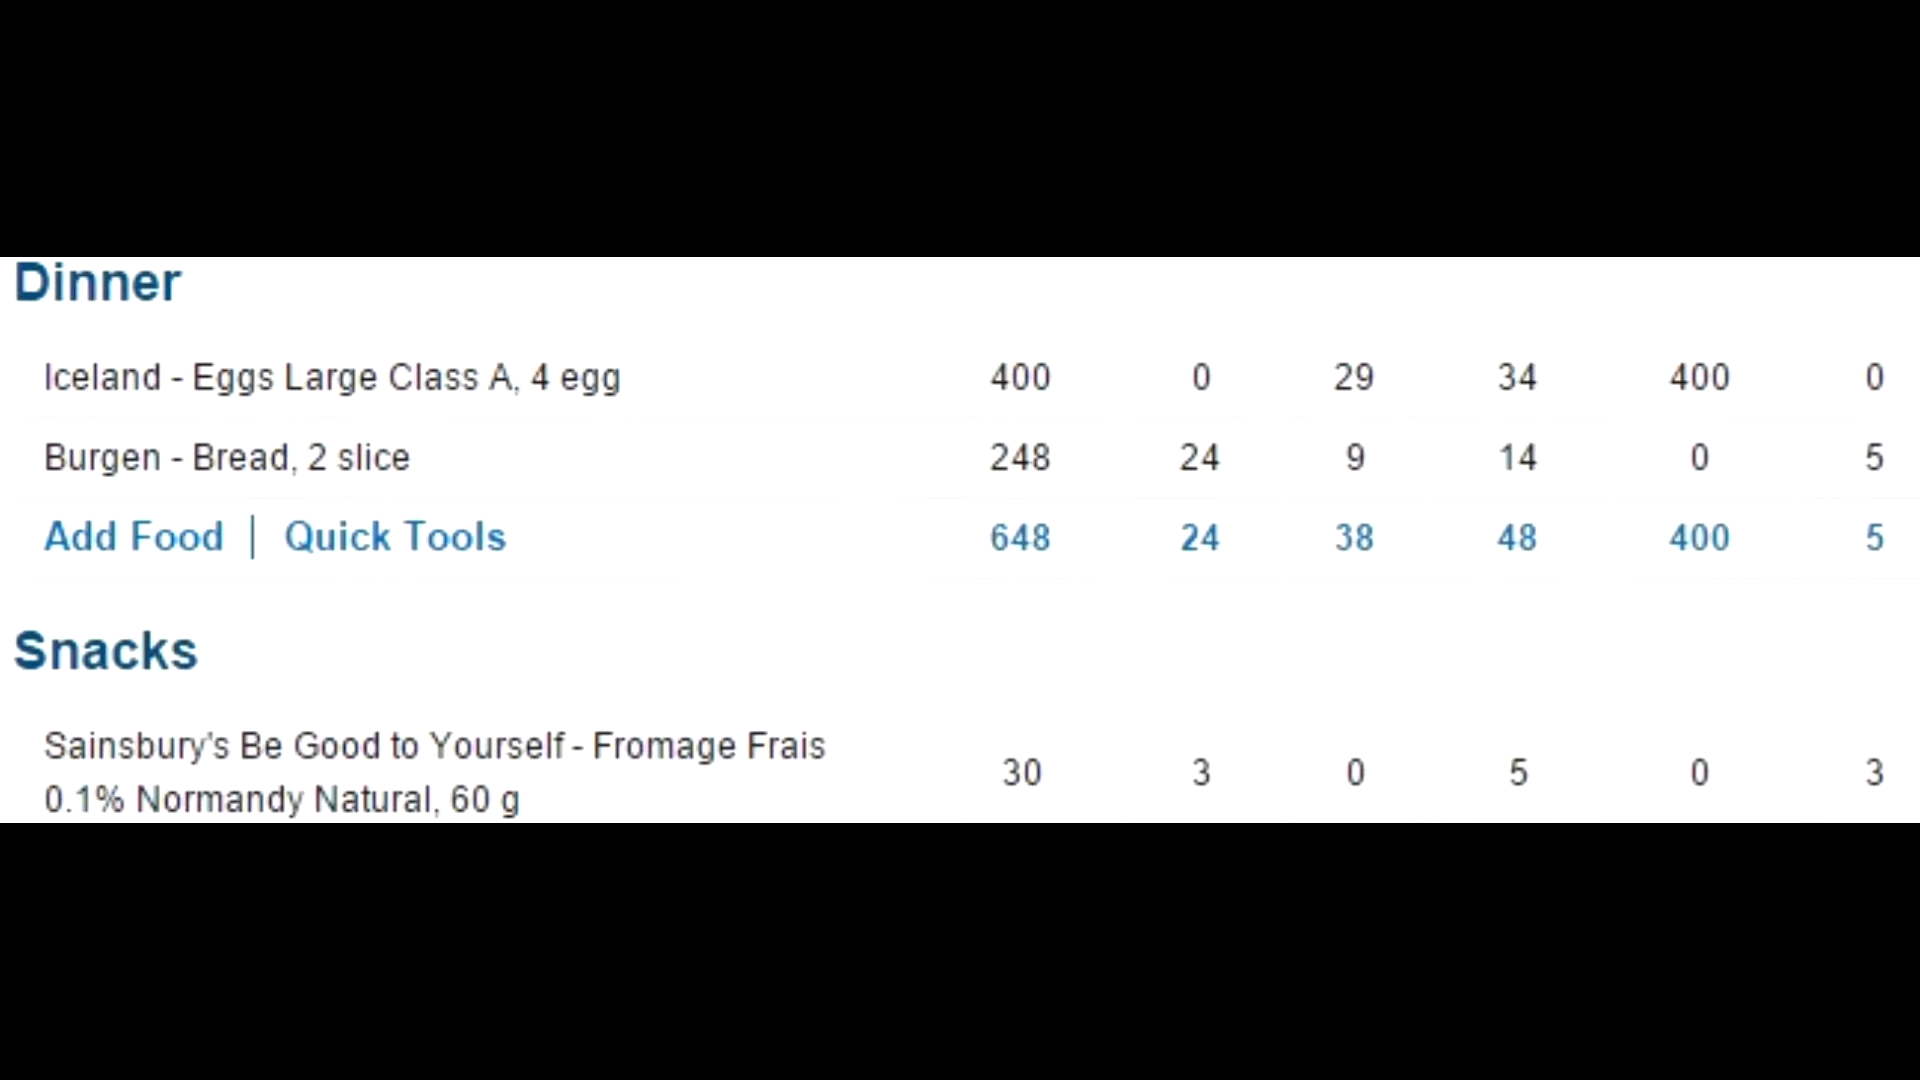 Dinner
Iceland - Eggs Large Class A, 4 egg 400 0 29 34 400 0
Burgen - Bread, 2 slice 248 24 9 14 0 5
Add Food | Quick Tools 648 24 38 48 400 5
Snacks
Sainsbury's Be Good to Yourself - Fromage Frais
0.1% Normandy Natural, 60 g 30 3 0 5 0 3